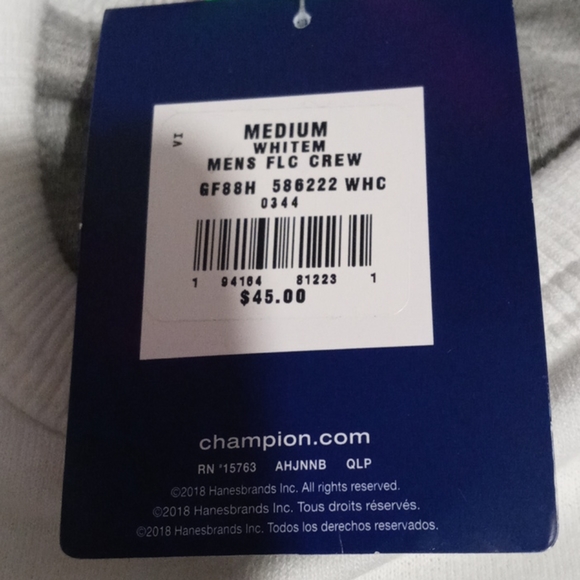 VI
MEDIUM
WHITEM
MENS FLC CREW
GF88H 586222 WHC
0344
1 94164 81223 1
$45.00
champion.com
RN 15763 AHJNNB QLP
©2018 Hanesbrands Inc. All rights reserved.
©2018 Hanesbrands Inc. Tous droits réservés.
©2018 Hanesbrands Inc. Todos los derechos reservados.